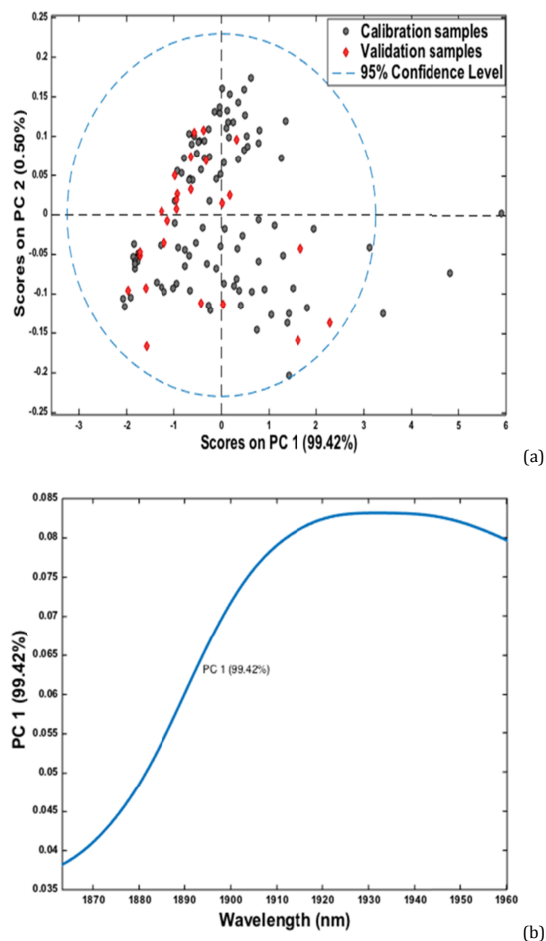 0.25
0.2
0.15
0.1
0.05
0
-0.05
-0.1
-0.15
-0.2
-0.25
Scores on PC 2 (0.50%)
Calibration samples
Validation samples
95% Confidence Level
-3 -2 -1 0 1 2 3 4 5 6
Scores on PC 1 (99.42%)
(a)
0.085
0.08
0.075
0.07
0.065
0.06
0.055
0.05
0.045
0.04
0.035
PC 1 (99.42%)
PC 1 (99.42%)
1870 1880 1890 1900 1910 1920 1930 1940 1950 1960
Wavelength (nm)
(b)